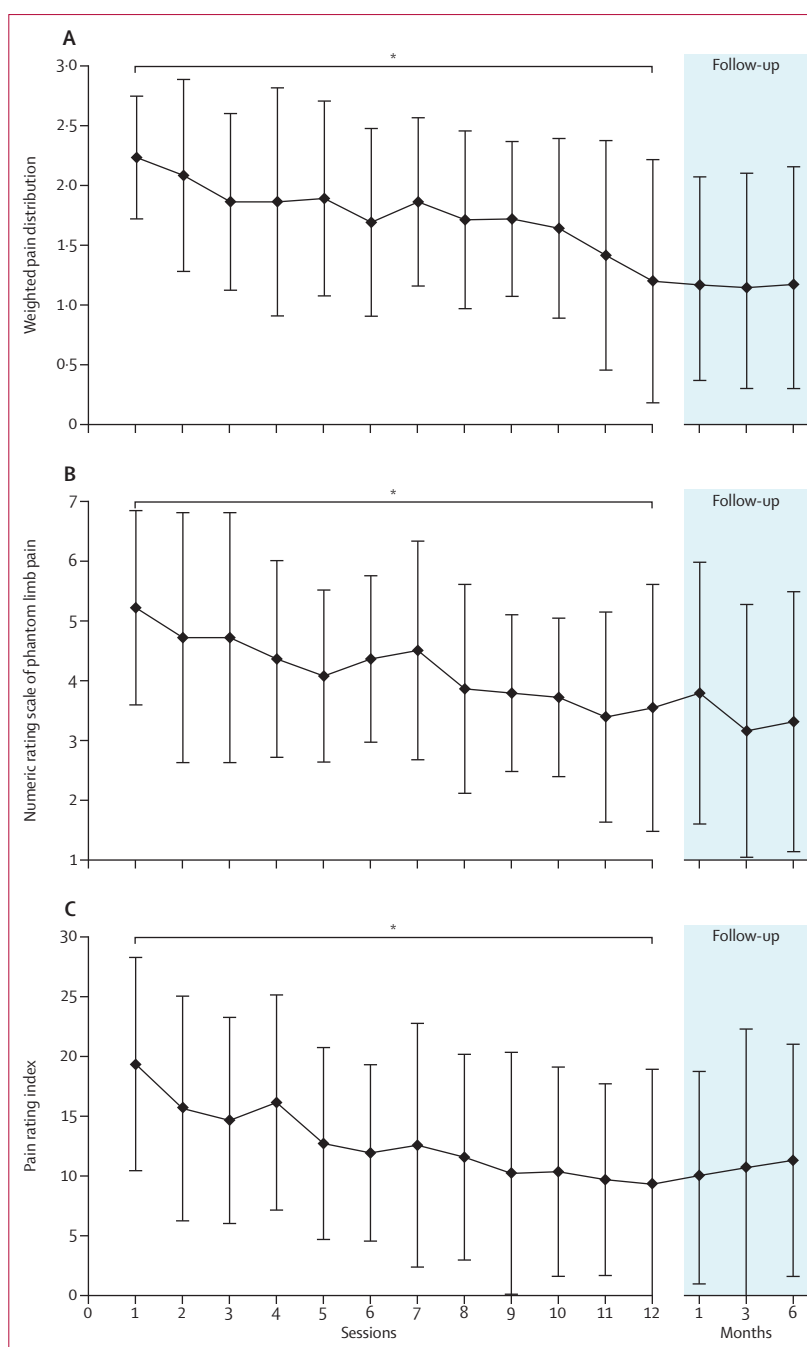 A
*
Follow-up
3·0
2·5
2·0
1·5
1·0
0·5
0
Weighted pain distribution
B
*
Follow-up
7
6
5
4
3
2
1
Numeric rating scale of phantom limb pain
C
*
Follow-up
30
25
20
15
10
5
0
Pain rating index
0 1 2 3 4 5 6 7 8 9 10 11 12 1 3 6
Sessions Months